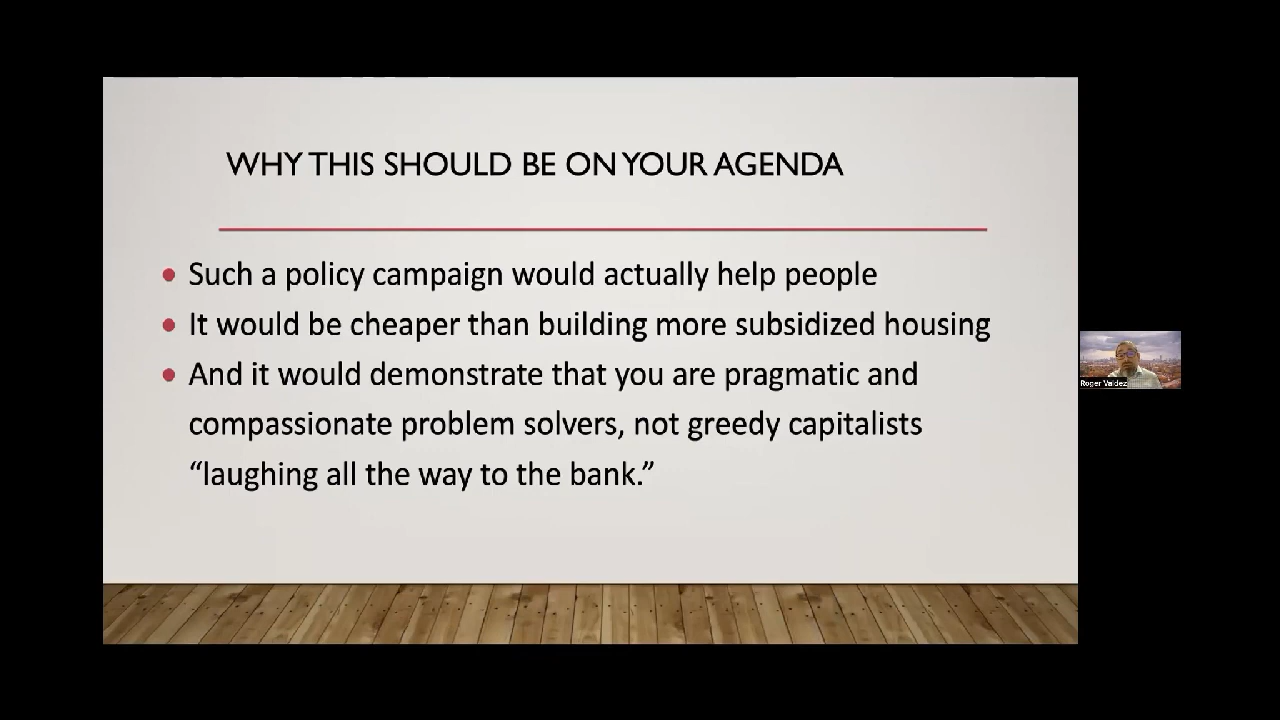 WHY THIS SHOULD BE ON YOUR AGENDA
Such a policy campaign would actually help people
It would be cheaper than building more subsidized housing
And it would demonstrate that you are pragmatic and
compassionate problem solvers, not greedy capitalists
“laughing all the way to the bank.”
Roger Valdez